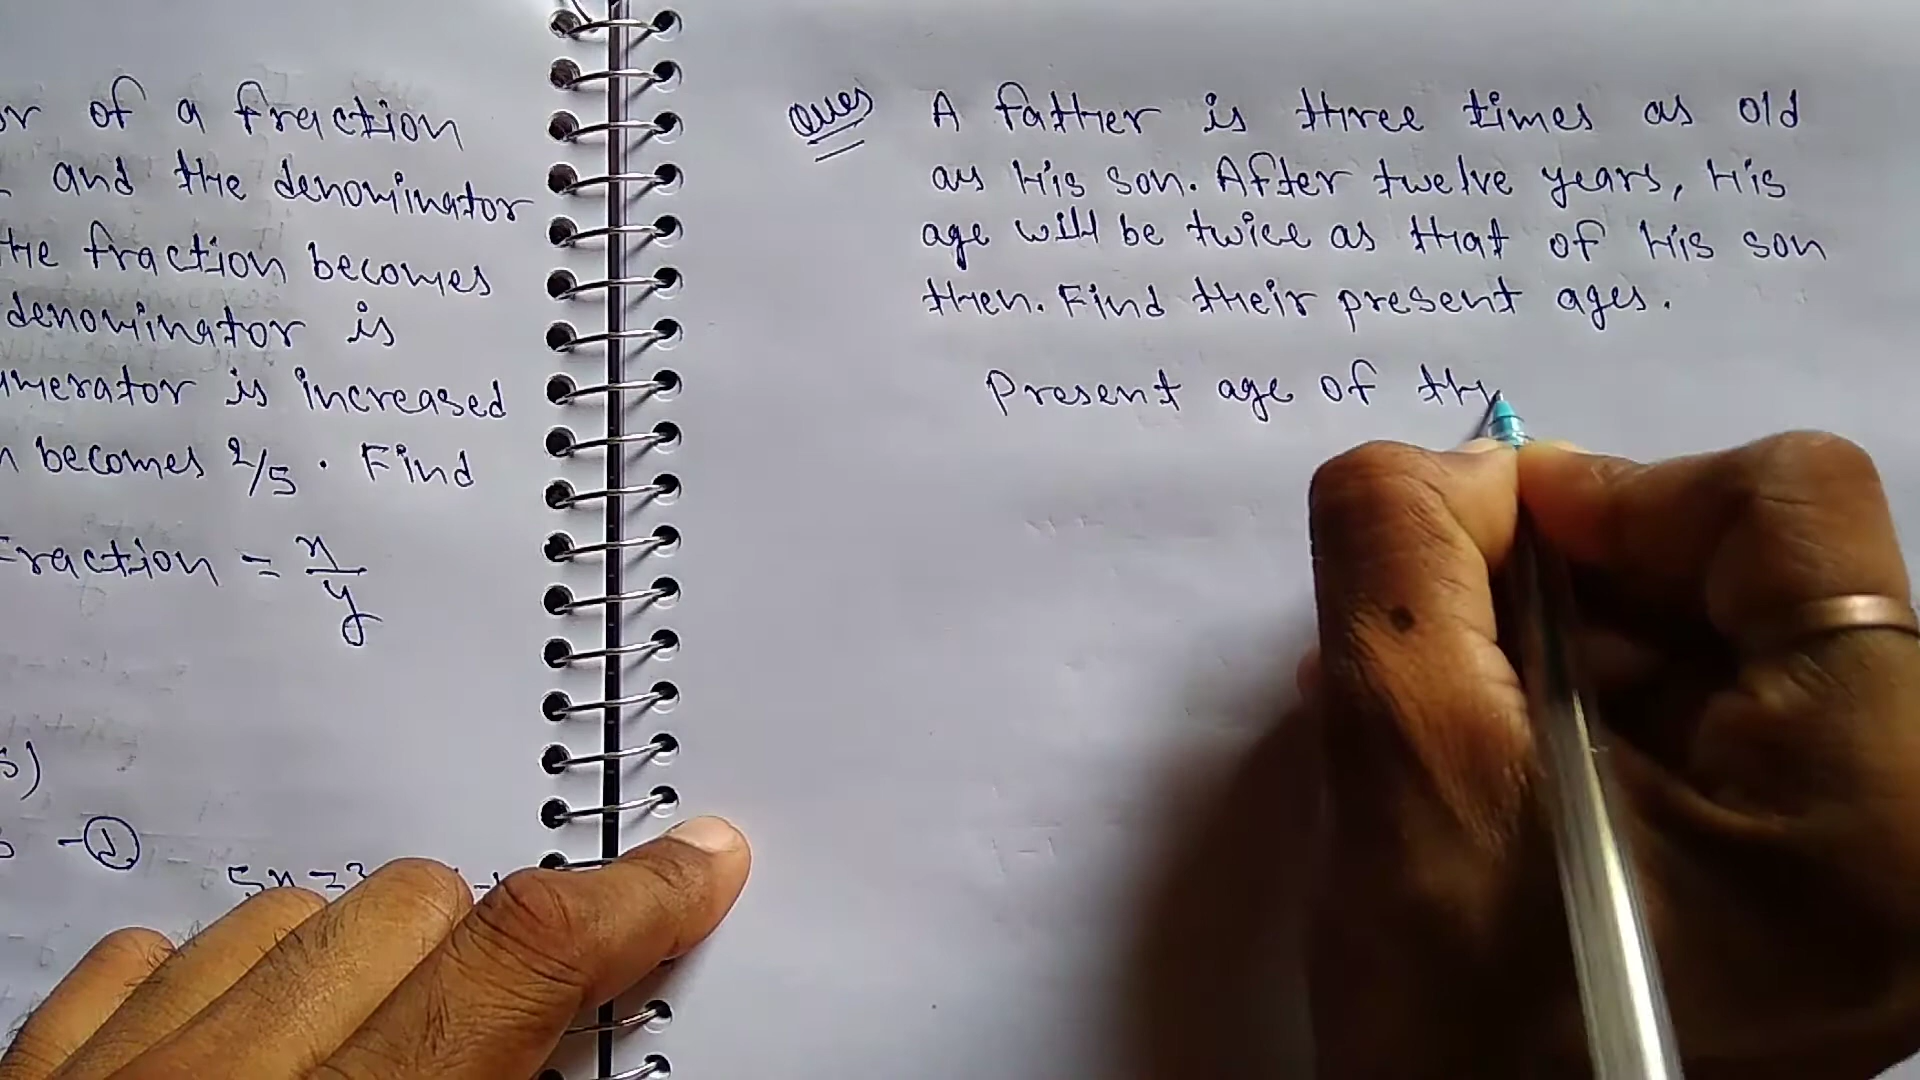 of a fraction
and the denominator
the fraction becomes
denominator is
is increased
becomes 2/5 . Find
Fraction = x/y
- ①
Ques A father is three times as old
as his son. After twelve years, his
age will be twice as that of his son
then. Find their present ages.
Present age of th